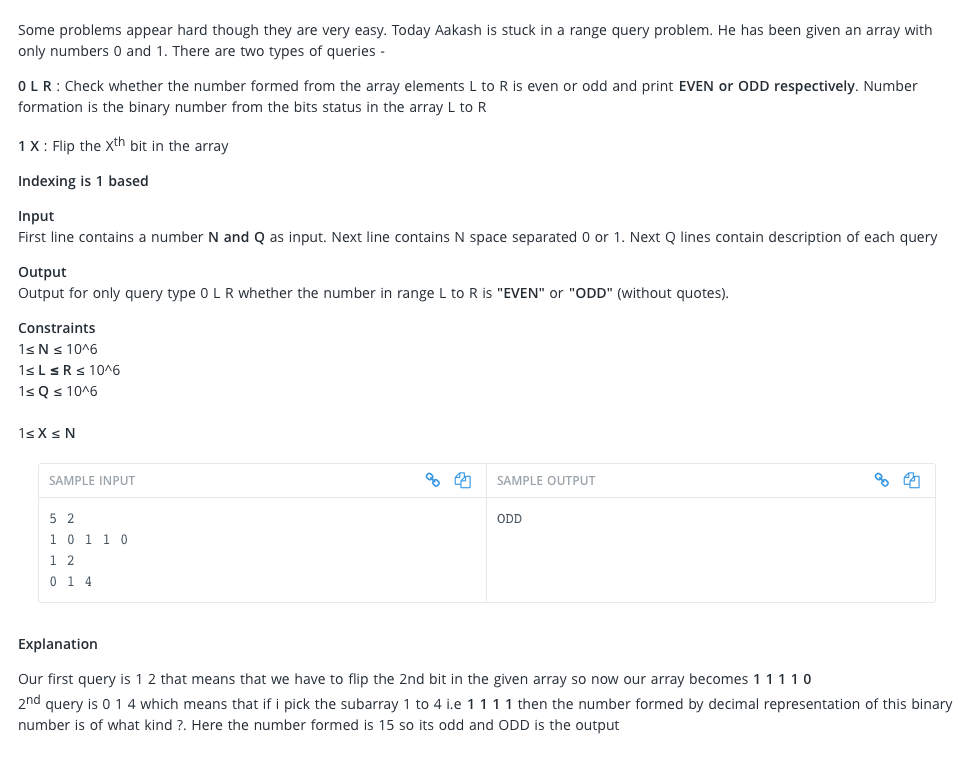 Some problems appear hard though they are very easy. Today Aakash is stuck in a range query problem. He has been given an array with
only numbers 0 and 1. There are two types of queries -
0 L R : Check whether the number formed from the array elements L to R is even or odd and print EVEN or ODD respectively. Number
formation is the binary number from the bits status in the array L to R
1 X : Flip the Xth bit in the array
Indexing is 1 based
Input
First line contains a number N and Q as input. Next line contains N space separated 0 or 1. Next Q lines contain description of each query
Output
Output for only query type 0 L R whether the number in range L to R is "EVEN" or "ODD" (without quotes).
Constraints
1≤ N ≤ 10^6
1≤ L ≤ R ≤ 10^6
1≤ Q ≤ 10^6
1≤ X ≤ N
SAMPLE INPUT
5 2
1 0 1 1 0
1 2
0 1 4
SAMPLE OUTPUT
ODD
Explanation
Our first query is 1 2 that means that we have to flip the 2nd bit in the given array so now our array becomes 1 1 1 1 0
2nd query is 0 1 4 which means that if i pick the subarray 1 to 4 i.e 1 1 1 1 then the number formed by decimal representation of this binary
number is of what kind ?. Here the number formed is 15 so its odd and ODD is the output